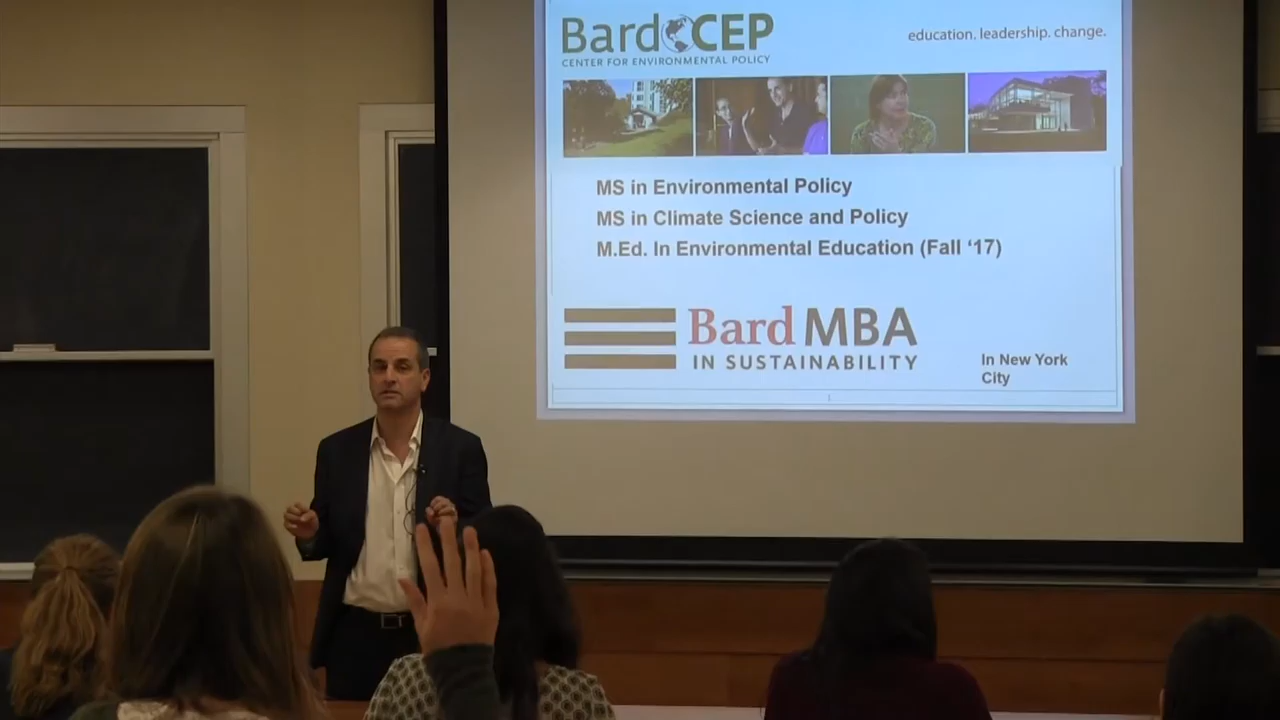 Bard CEP
CENTER FOR ENVIRONMENTAL POLICY
education. leadership. change.
MS in Environmental Policy
MS in Climate Science and Policy
M.Ed. In Environmental Education (Fall ‘17)
Bard MBA
IN SUSTAINABILITY
In New York
City
1